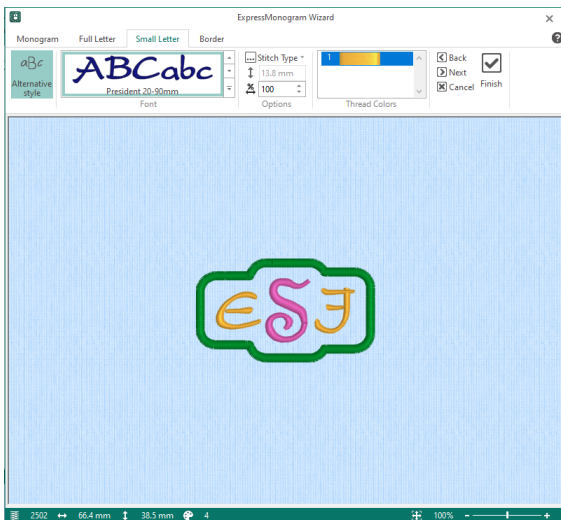 ExpressMonogram Wizard
Monogram Full Letter Small Letter Border
aBc
Alternative
style
ABCabc
President 20-90mm
Font
Stitch Type
13.8 mm
100
Options
1
Thread Colors
Back
Next
Cancel
Finish
E S J
2502 66.4 mm 38.5 mm 4 100% - +